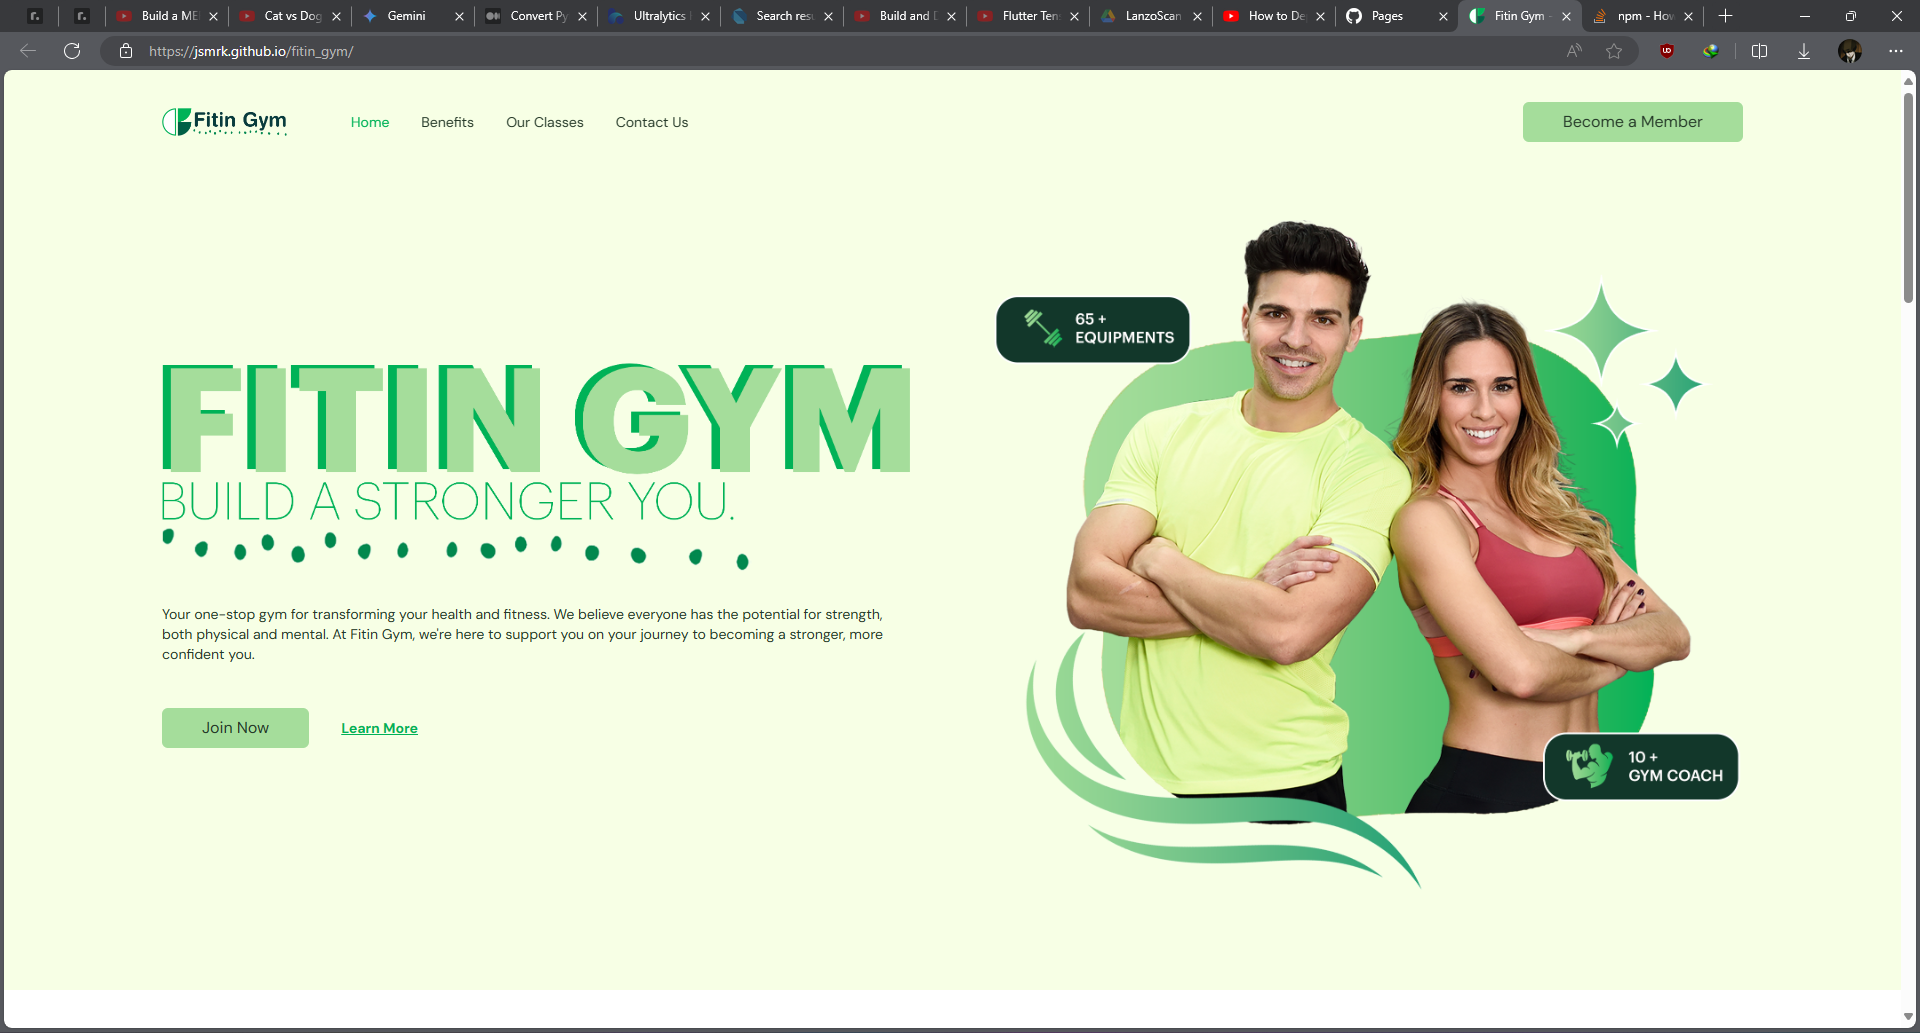 Build a ME
Cat vs Dog
Gemini
Convert Py
Ultralytics
Search resu
Build and D
Flutter Ten
LanzoScan
How to De
Pages
Fitin Gym -
npm - How
https://jsmrk.github.io/fitin_gym/
Fitin Gym
Home
Benefits
Our Classes
Contact Us
Become a Member
65 +
EQUIPMENTS
FITIN GYM
BUILD A STRONGER YOU.
Your one-stop gym for transforming your health and fitness. We believe everyone has the potential for strength,
both physical and mental. At Fitin Gym, we're here to support you on your journey to becoming a stronger, more
confident you.
Join Now
Learn More
10 +
GYM COACH